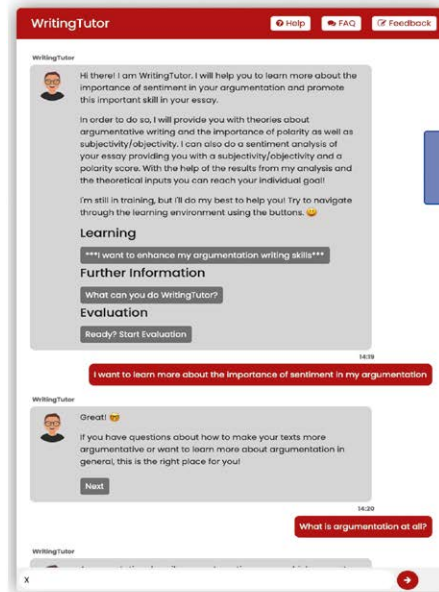 WritingTutor
Help
FAQ
Feedback
WritingTutor
Hi there! I am WritingTutor. I will help you to learn more about the
importance of sentiment in your argumentation and promote
this important skill in your essay.
In order to do so, I will provide you with theories about
argumentative writing and the importance of polarity as well as
subjectivity/objectivity. I can also do a sentiment analysis of
your essay providing you with a subjectivity/objectivity and a
polarity score. With the help of the results from my analysis and
the theoretical inputs you can reach your individual goal!
I'm still in training, but I'll do my best to help you! Try to navigate
through the learning environment using the buttons. 😀
Learning
***I want to enhance my argumentation writing skills***
Further Information
What can you do WritingTutor?
Evaluation
Ready? Start Evaluation
14:19
I want to learn more about the importance of sentiment in my argumentation
WritingTutor
Great! 🤓
If you have questions about how to make your texts more
argumentative or want to learn more about argumentation in
general, this is the right place for you!
Next
14:20
What is argumentation at all?
WritingTutor
X